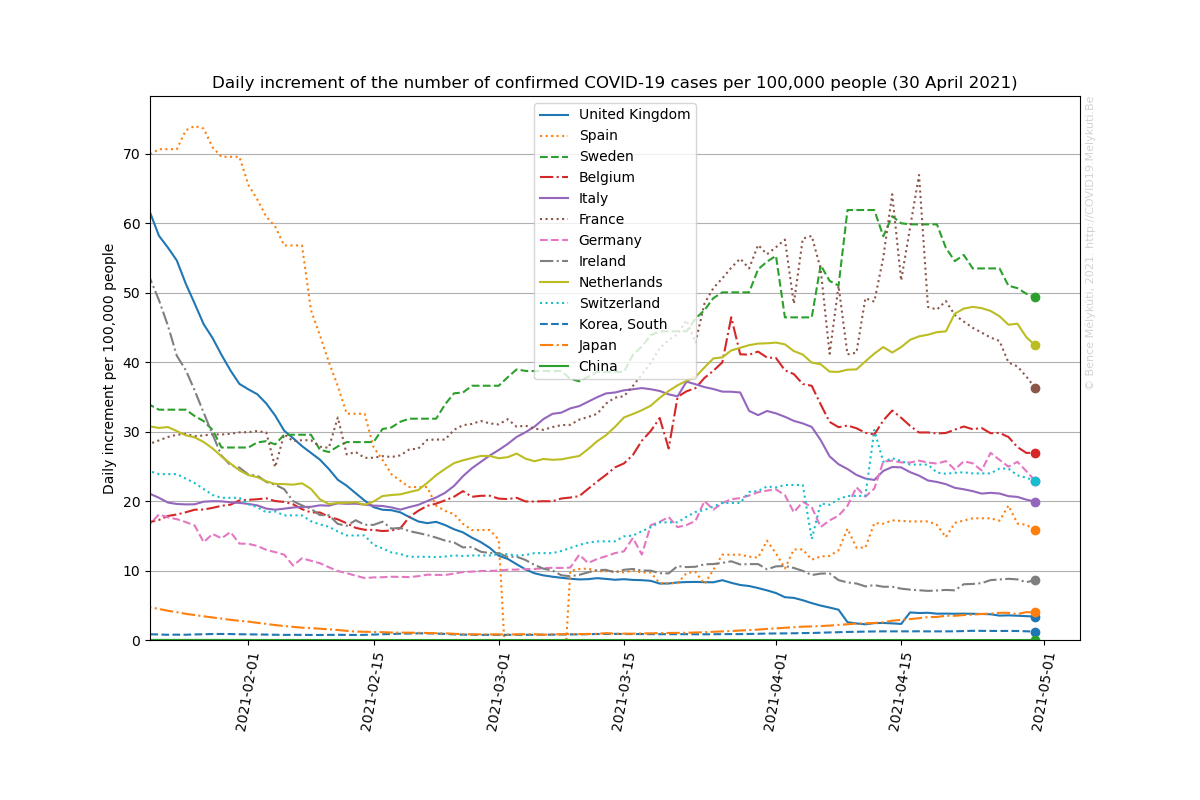 Daily increment of the number of confirmed COVID-19 cases per 100,000 people (30 April 2021)
Daily increment per 100,000 people
70
60
50
40
30
20
10
0
United Kingdom
Spain
Sweden
Belgium
Italy
France
Germany
Ireland
Netherlands
Switzerland
Korea, South
Japan
China
2021-02-01
2021-02-15
2021-03-01
2021-03-15
2021-04-01
2021-04-15
2021-05-01
© Bence Mélykúti, 2021 http://COVID19.Melykuti.Be